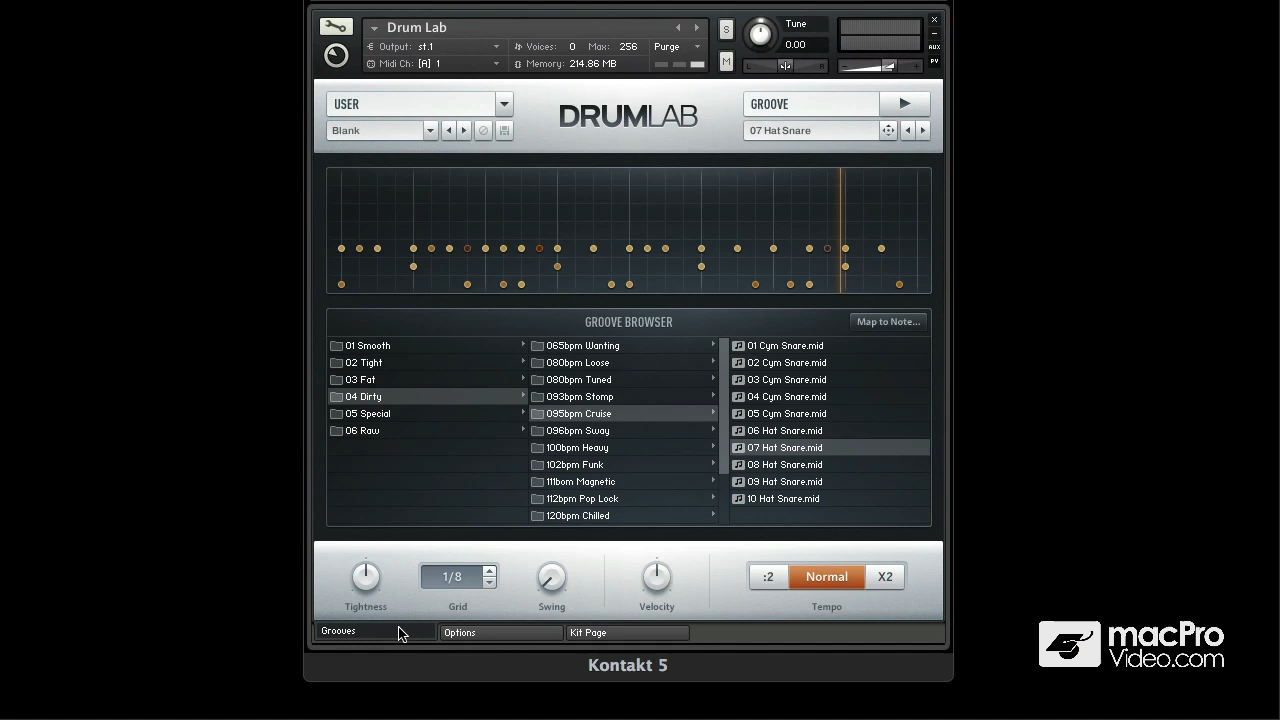 Drum Lab
Output: st.1
Voices: 0 Max: 256
Purge
Midi Ch: [A] 1
Memory: 214.86 MB
S
M
Tune
0.00
L R
AUX
PV
USER
Blank
DRUMLAB
GROOVE
07 Hat Snare
GROOVE BROWSER
Map to Note...
01 Smooth
02 Tight
03 Fat
04 Dirty
05 Special
06 Raw
065bpm Wanting
080bpm Loose
080bpm Tuned
093bpm Stomp
095bpm Cruise
096bpm Sway
100bpm Heavy
102bpm Funk
111bom Magnetic
112bpm Pop Lock
120bpm Chilled
01 Cym Snare.mid
02 Cym Snare.mid
03 Cym Snare.mid
04 Cym Snare.mid
05 Cym Snare.mid
06 Hat Snare.mid
07 Hat Snare.mid
08 Hat Snare.mid
09 Hat Snare.mid
10 Hat Snare.mid
1/8
:2 Normal X2
Tightness Grid Swing Velocity Tempo
Grooves Options Kit Page
Kontakt 5
macPro
Video.com